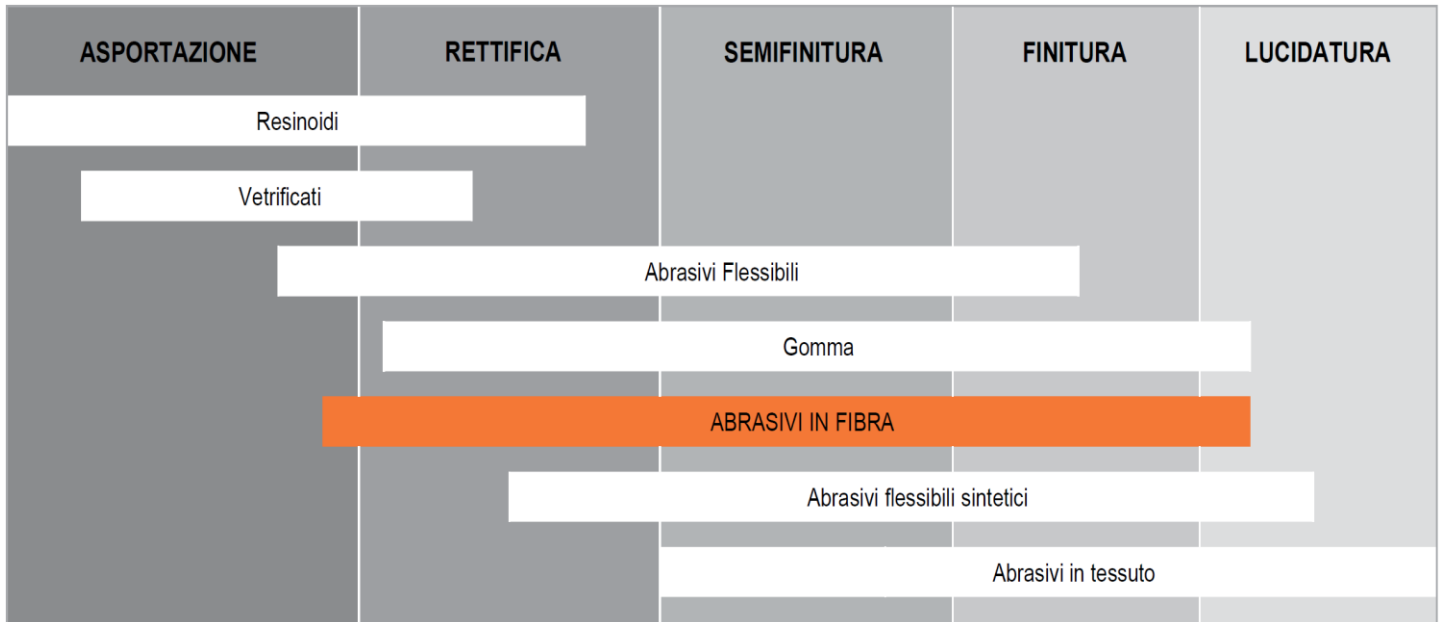 ASPORTAZIONE RETTIFICA SEMIFINITURA FINITURA LUCIDATURA
Resinoidi
Vetrificati
Abrasivi Flessibili
Gomma
ABRASIVI IN FIBRA
Abrasivi flessibili sintetici
Abrasivi in tessuto